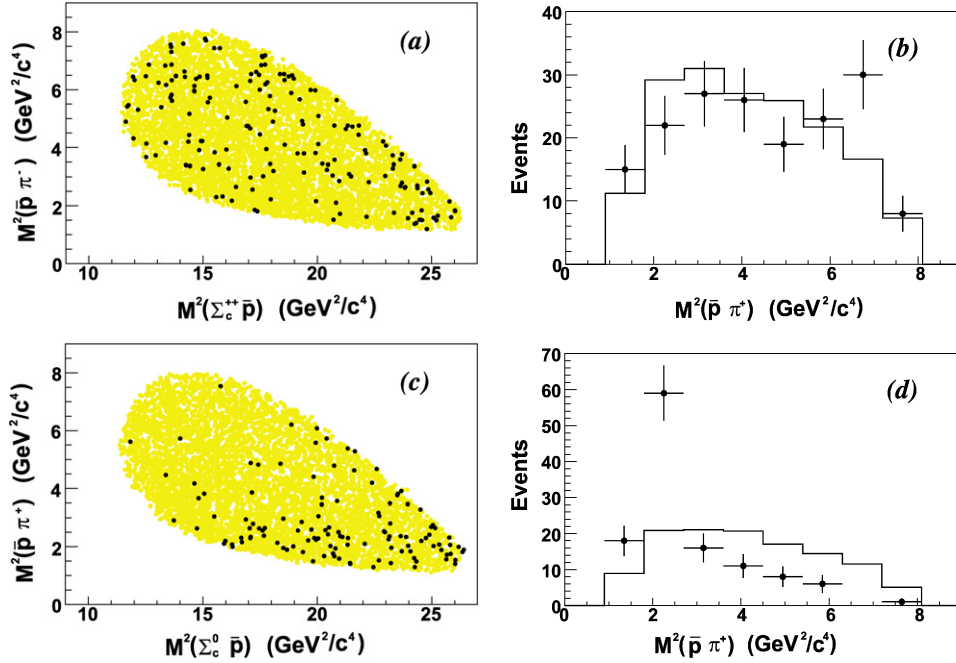 (a)
M²(p̄ π⁻) (GeV²/c⁴)
8
6
4
2
0
10 15 20 25
M²(Σc⁺⁺ p̄) (GeV²/c⁴)
(b)
Events
40
30
20
10
0
0 2 4 6 8
M²(p̄ π⁺) (GeV²/c⁴)
(c)
M²(p̄ π⁺) (GeV²/c⁴)
8
6
4
2
0
10 15 20 25
M²(Σc⁰ p̄) (GeV²/c⁴)
(d)
Events
70
60
50
40
30
20
10
0
0 2 4 6 8
M²(p̄ π⁺) (GeV²/c⁴)